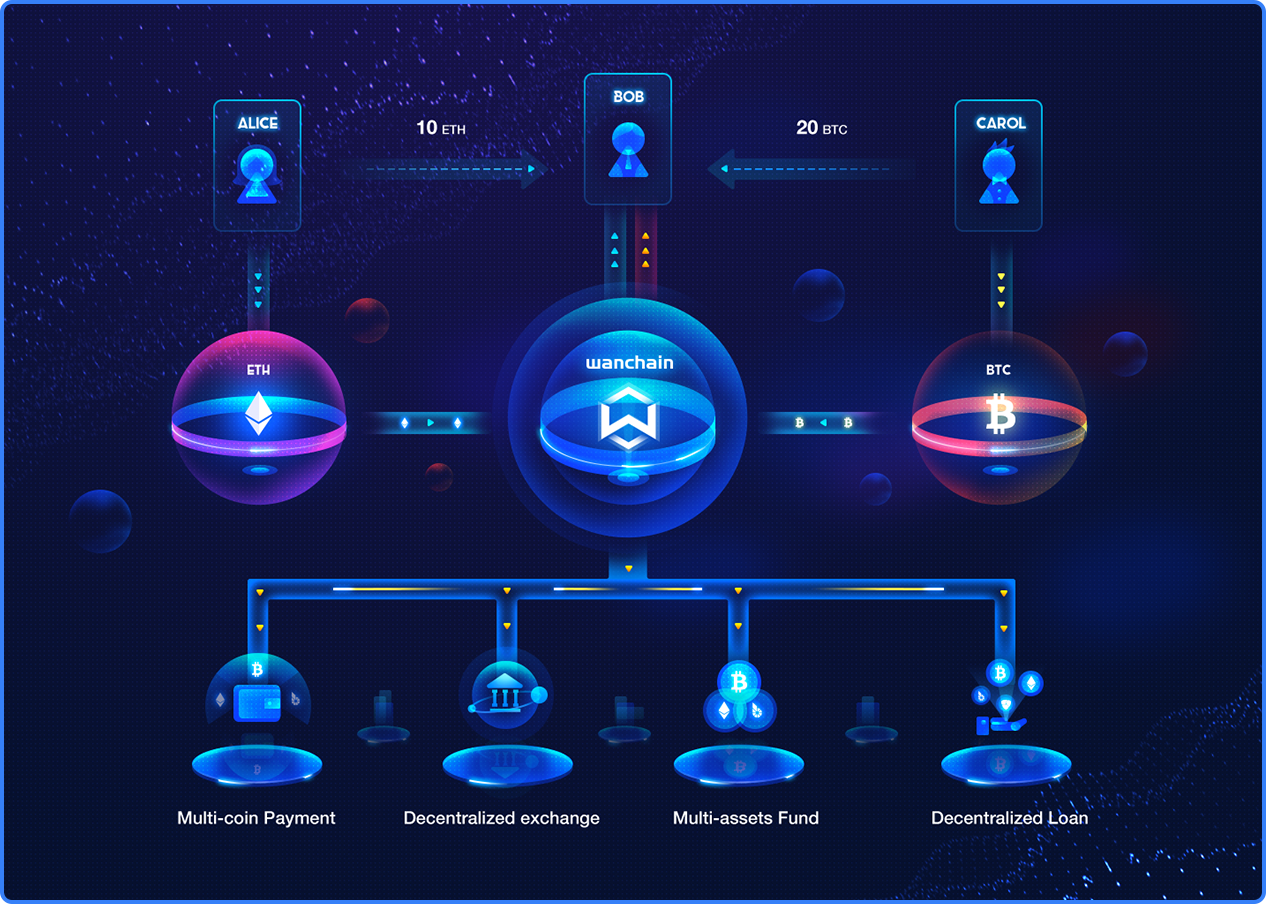 BOB
ALICE
10 ETH
20 BTC
CAROL
wanchain
ETH
BTC
Multi-coin Payment
Decentralized exchange
Multi-assets Fund
Decentralized Loan